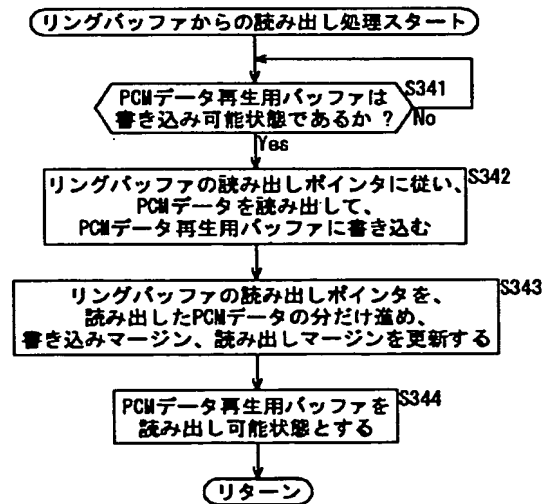 リングバッファからの読み出し処理スタート
S341
PCMデータ再生用バッファは
書き込み可能状態であるか ?
No
Yes
S342
リングバッファの読み出しポインタに従い、
PCMデータを読み出して、
PCMデータ再生用バッファに書き込む
S343
リングバッファの読み出しポインタを、
読み出したPCMデータの分だけ進め、
書き込みマージン、読み出しマージンを更新する
S344
PCMデータ再生用バッファを
読み出し可能状態とする
リターン